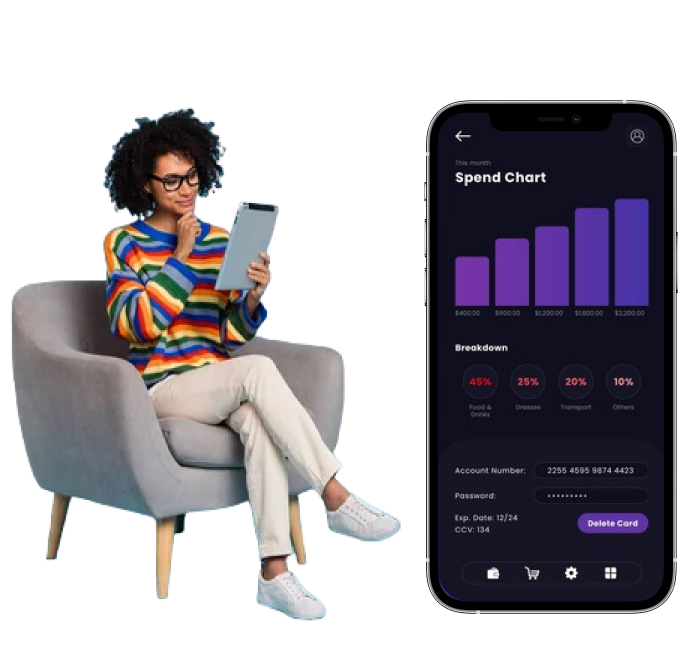 This month
Spend Chart
$400.00 $600.00 $1,200.00 $1,600.00 $2,200.00
Breakdown
45% 25% 20% 10%
Food & Drinks Dresses Transport Others
Account Number: 2255 4595 9874 4423
Password: •••••••••
Exp. Date: 12/24
CCV: 134
Delete Card